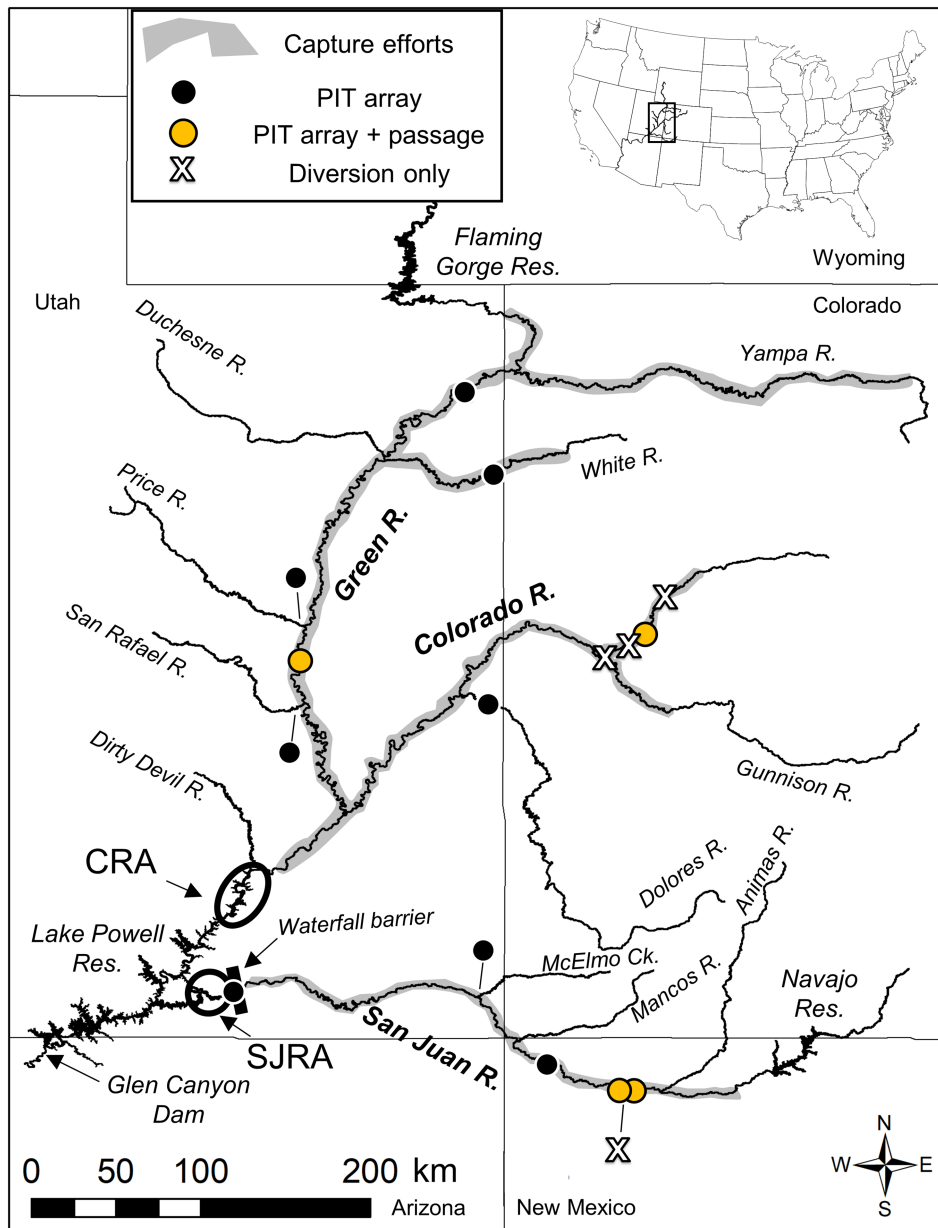 Capture efforts
PIT array
PIT array + passage
X
Diversion only
Flaming
Gorge Res.
Wyoming
Utah
Colorado
Duchesne R.
Yampa R.
White R.
Price R.
Green R.
Colorado R.
X
San Rafael R.
X
X
Dirty Devil R.
Gunnison R.
CRA
Dolores R.
Animas R.
Waterfall barrier
Lake Powell
Res.
McElmo Ck.
Mancos R.
Navajo
Res.
San Juan R.
SJRA
Glen Canyon
Dam
X
N
W
E
S
0 50 100 200 km
Arizona
New Mexico